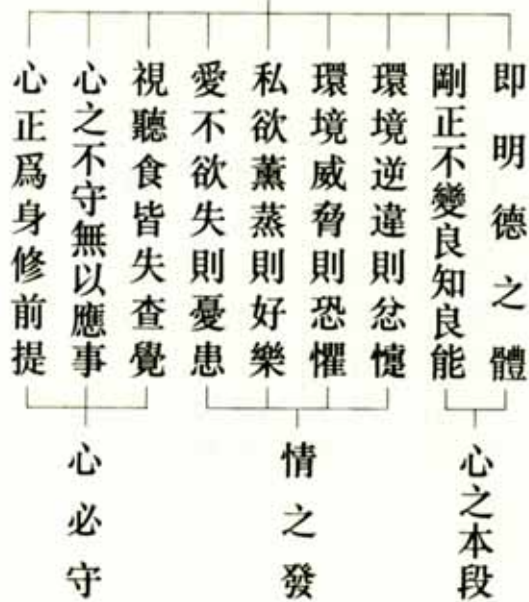 即明德之體
剛正不變良知良能
環境逆違則忿懥
環境威脅則恐懼
私欲薰蒸則好樂
愛不欲失則憂患
視聽食皆失查覺
心之不守無以應事
心正爲身修前提
心之本段
情之發
心必守